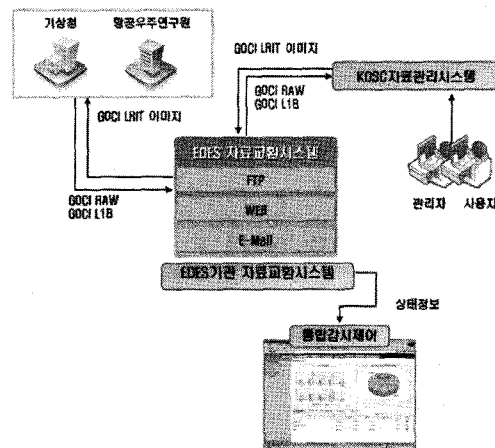 기상청
항공우주연구원
GOCI LRIT 이미지
GOCI RAW
GOCI L1B
GOCI LRIT 이미지
GOCI RAW
GOCI L1B
KOSC자료관리시스템
관리자
사용자
EDES 자료교환시스템
FTP
WEB
E-Mail
EDES기관 자료교환시스템
상태정보
통합감시제어